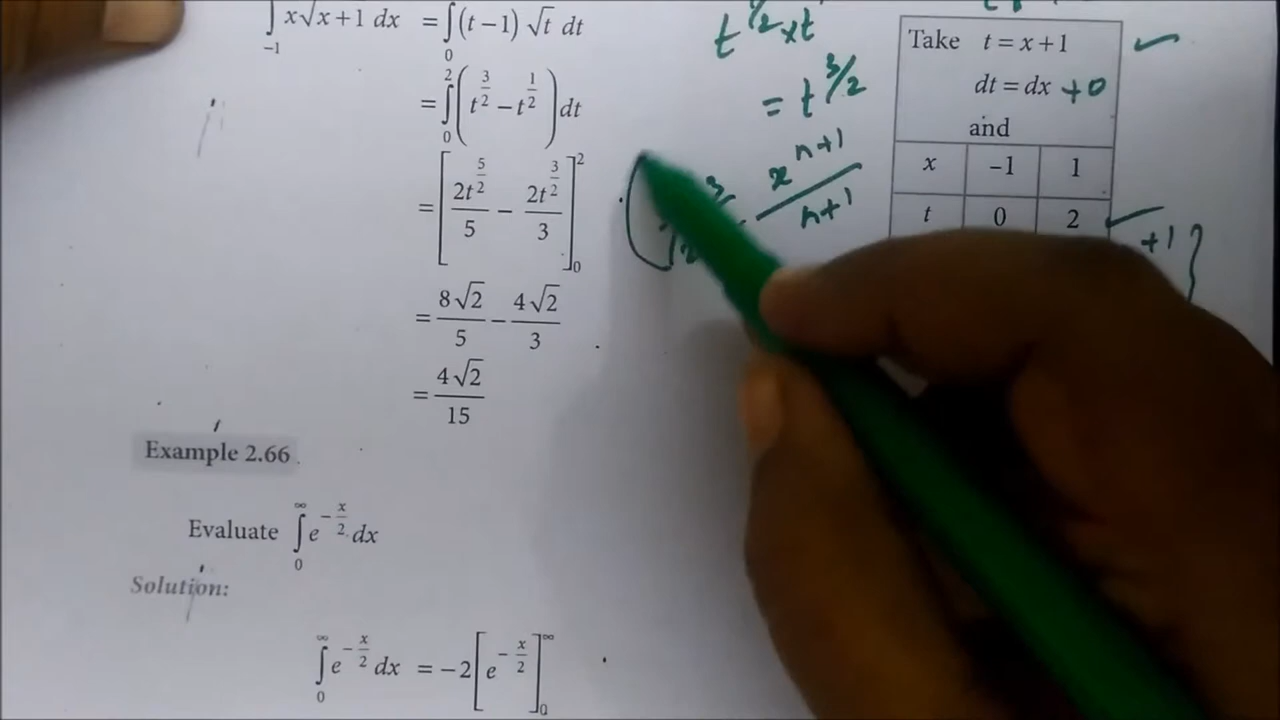 ∫₋₁ x√x+1 dx = ∫₀ (t−1) √t dt
= ∫₀² (t^(3/2) − t^(1/2)) dt
= [2t^(5/2)/5 − 2t^(3/2)/3]₀²
= 8√2/5 − 4√2/3
= 4√2/15
t^(1/2) × t
= t^(3/2)
x^(n+1)/(n+1)
Take t = x+1
dt = dx +0
and
x −1 1
t 0 2
+1
Example 2.66
Evaluate ∫₀^∞ e^(−x/2) dx
Solution:
∫₀^∞ e^(−x/2) dx = −2[e^(−x/2)]₀^∞